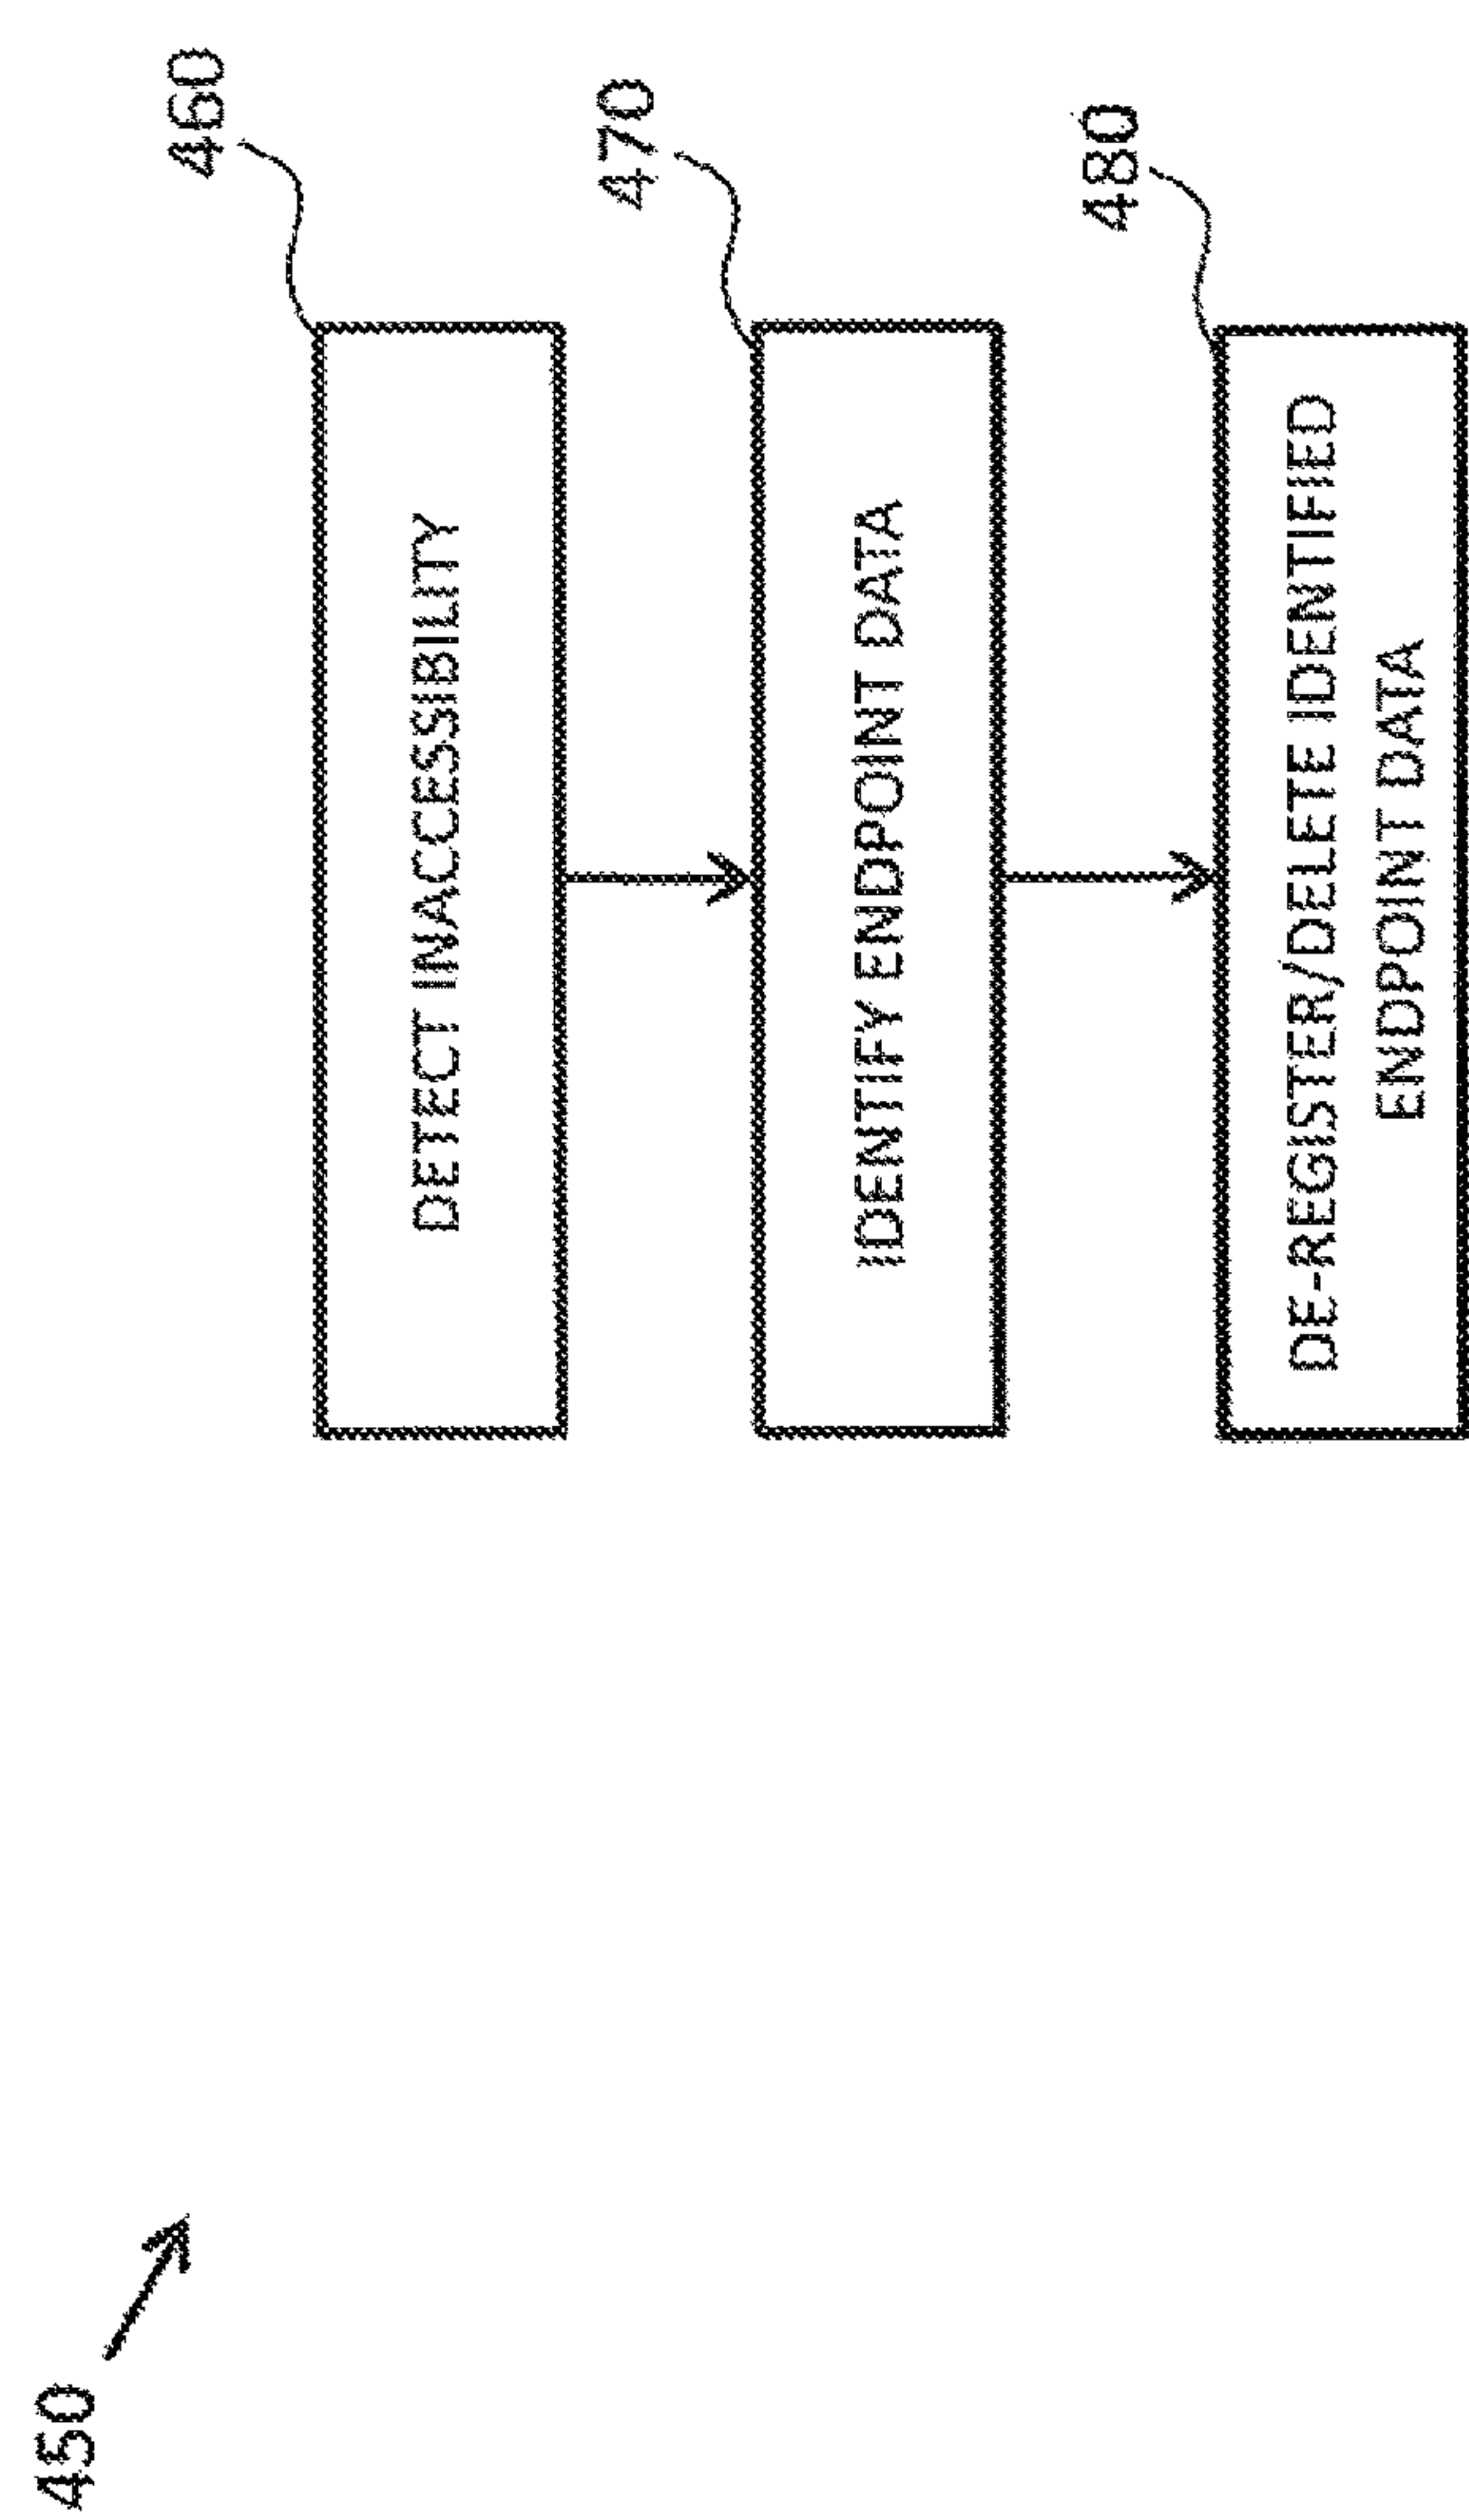 450
460
DETECT INACCESSIBILITY
470
IDENTIFY ENDPOINT DATA
480
DE-REGISTER/DELETE IDENTIFIED
ENDPOINT DATA